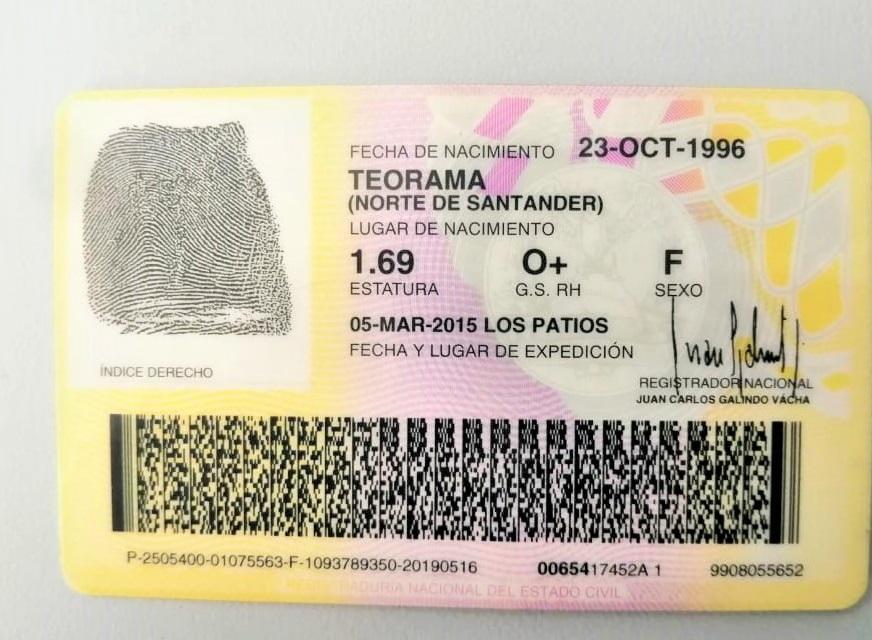 FECHA DE NACIMIENTO 23-OCT-1996
TEORAMA
(NORTE DE SANTANDER)
LUGAR DE NACIMIENTO
1.69 O+ F
ESTATURA G.S. RH SEXO
05-MAR-2015 LOS PATIOS
FECHA Y LUGAR DE EXPEDICIÓN
ÍNDICE DERECHO
REGISTRADOR NACIONAL
JUAN CARLOS GALINDO VACHA
P-2505400-01075563-F-1093789350-20190516 0065417452A 1 9908055652
REGISTRADURIA NACIONAL DEL ESTADO CIVIL